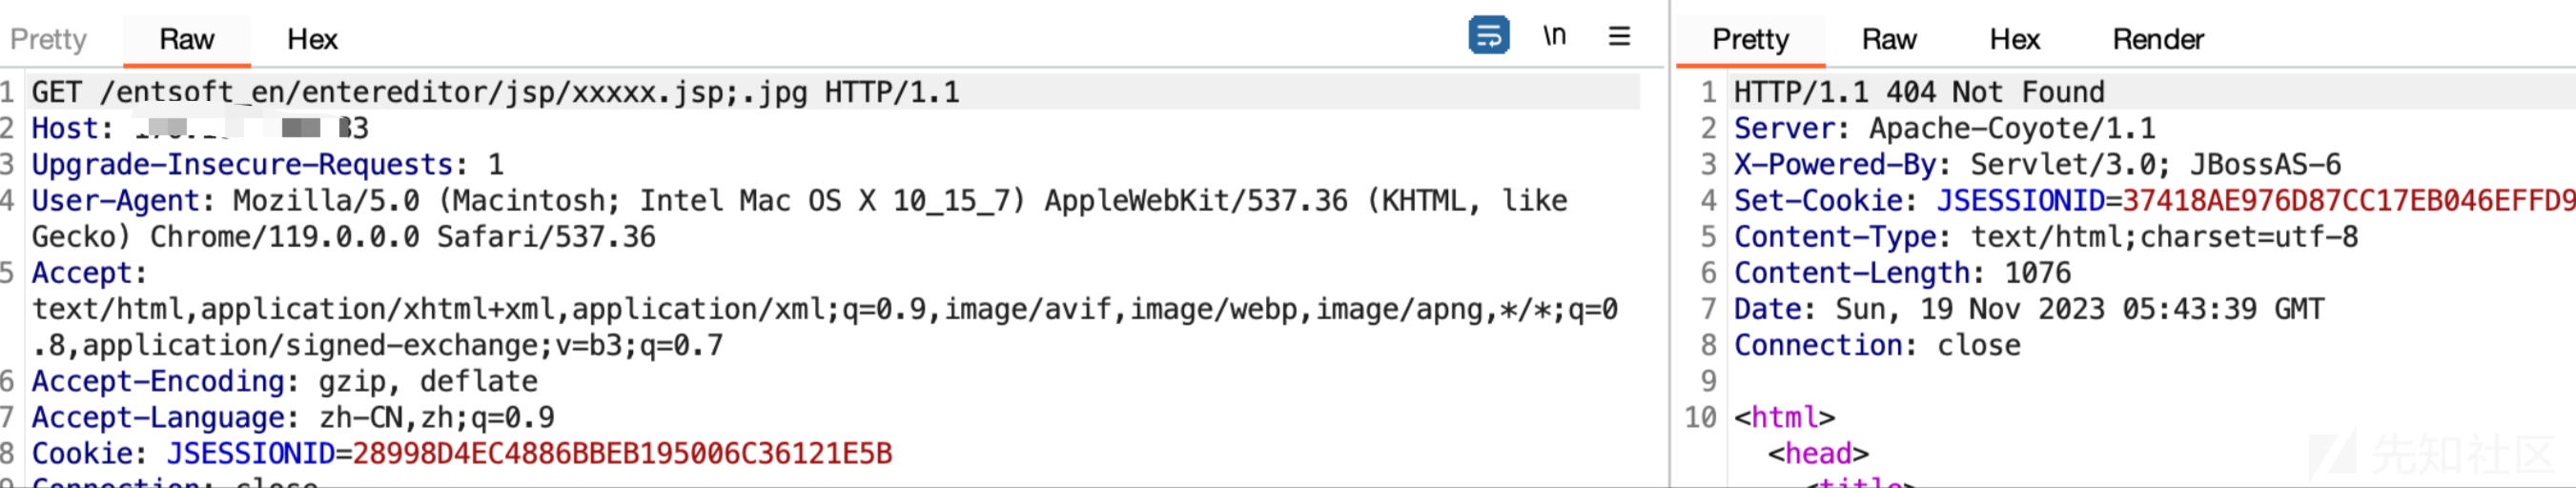 Pretty Raw Hex \n
1 GET /entsoft_en/entereditor/jsp/xxxxx.jsp;.jpg HTTP/1.1
2 Host: 33
3 Upgrade-Insecure-Requests: 1
4 User-Agent: Mozilla/5.0 (Macintosh; Intel Mac OS X 10_15_7) AppleWebKit/537.36 (KHTML, like
Gecko) Chrome/119.0.0.0 Safari/537.36
5 Accept:
text/html,application/xhtml+xml,application/xml;q=0.9,image/avif,image/webp,image/apng,*/*;q=0
.8,application/signed-exchange;v=b3;q=0.7
6 Accept-Encoding: gzip, deflate
7 Accept-Language: zh-CN,zh;q=0.9
8 Cookie: JSESSIONID=28998D4EC4886BBEB195006C36121E5B
9 Connection: close
Pretty Raw Hex Render
1 HTTP/1.1 404 Not Found
2 Server: Apache-Coyote/1.1
3 X-Powered-By: Servlet/3.0; JBossAS-6
4 Set-Cookie: JSESSIONID=37418AE976D87CC17EB046EFFD9
5 Content-Type: text/html;charset=utf-8
6 Content-Length: 1076
7 Date: Sun, 19 Nov 2023 05:43:39 GMT
8 Connection: close
9
10 <html>
<head>
<title>
先知社区